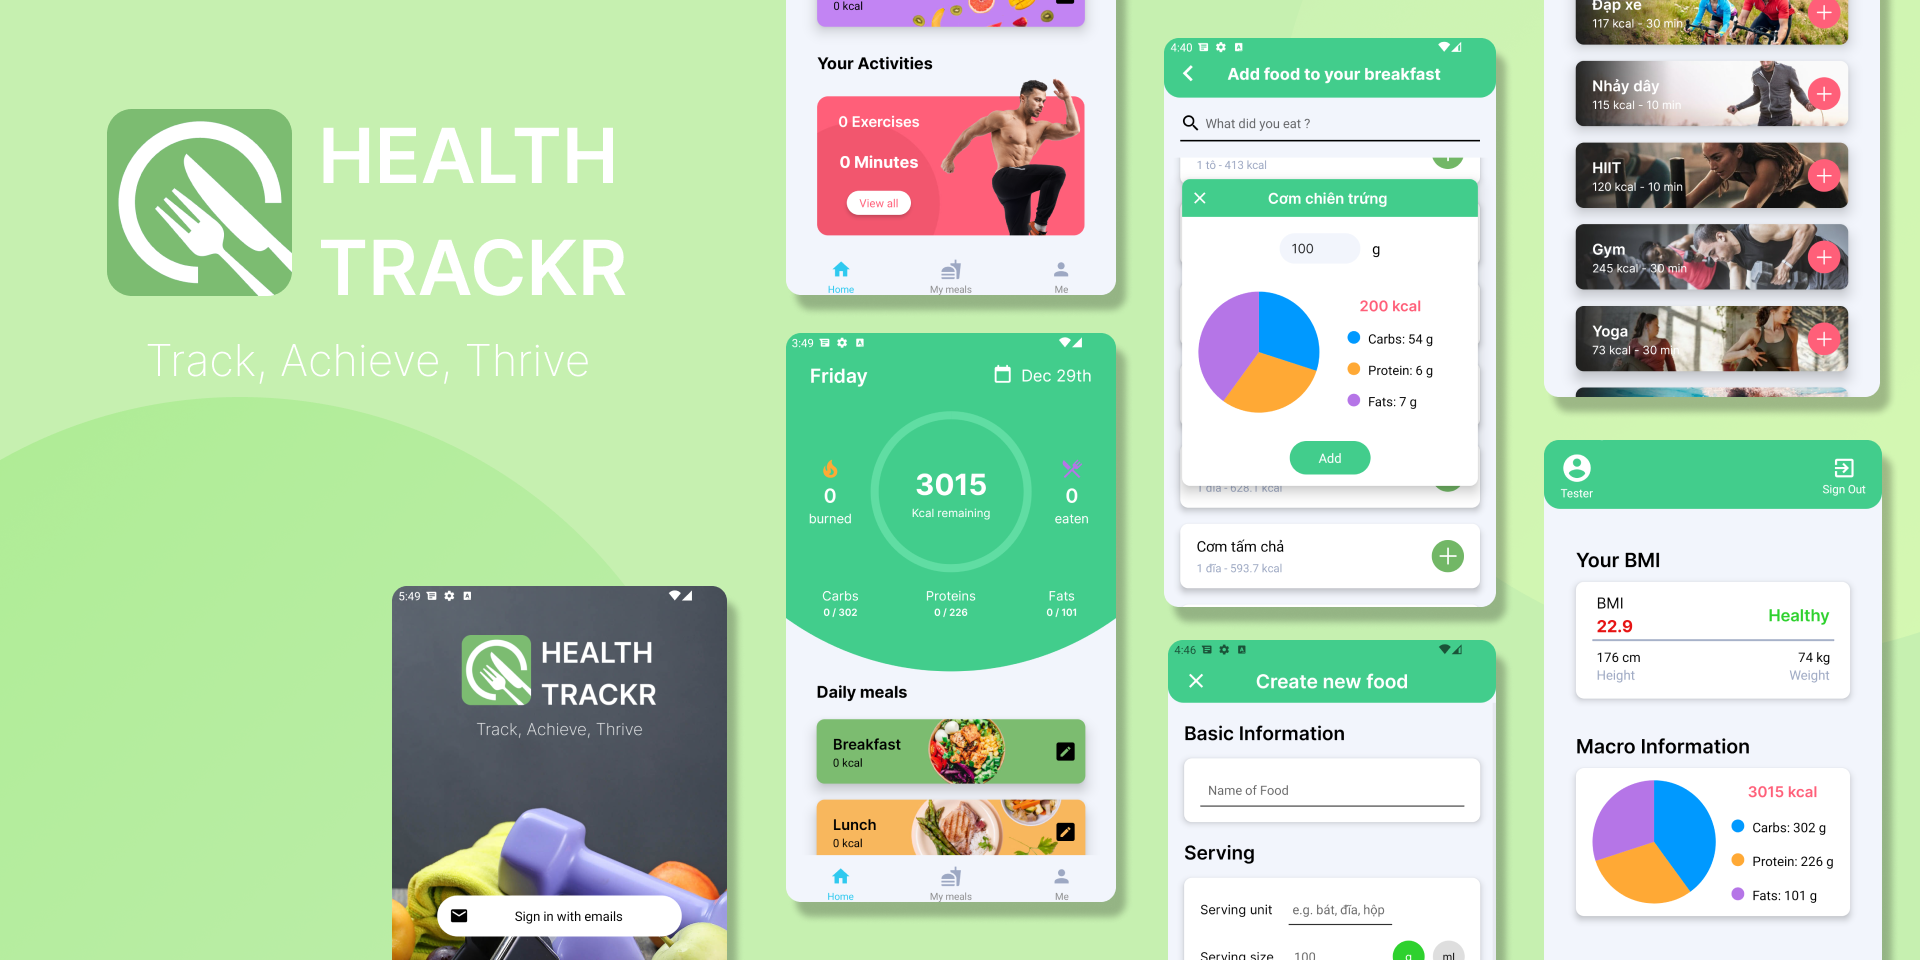 HEALTH
TRACKR
Track, Achieve, Thrive
5:49
HEALTH
TRACKR
Track, Achieve, Thrive
Sign in with emails
0 kcal
Your Activities
0 Exercises
0 Minutes
View all
Home
My meals
Me
3:49
Friday
Dec 29th
0
burned
3015
Kcal remaining
0
eaten
Carbs
0 / 302
Proteins
0 / 226
Fats
0 / 101
Daily meals
Breakfast
0 kcal
Lunch
0 kcal
Home
My meals
Me
4:40
Add food to your breakfast
What did you eat ?
1 tô - 413 kcal
Cơm chiên trứng
100 g
200 kcal
Carbs: 54 g
Protein: 6 g
Fats: 7 g
Add
1 đĩa - 628.1 kcal
Cơm tấm chả
1 đĩa - 593.7 kcal
4:46
Create new food
Basic Information
Name of Food
Serving
Serving unit e.g. bát, đĩa, hộp
Serving size 100 g ml
Đạp xe
117 kcal - 30 min
Nhảy dây
115 kcal - 10 min
HIIT
120 kcal - 10 min
Gym
245 kcal - 30 min
Yoga
73 kcal - 30 min
Tester
Sign Out
Your BMI
BMI
22.9
Healthy
176 cm
Height
74 kg
Weight
Macro Information
3015 kcal
Carbs: 302 g
Protein: 226 g
Fats: 101 g